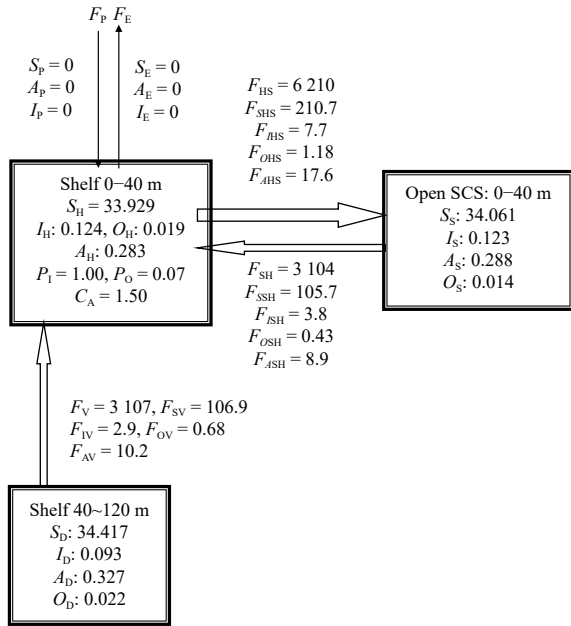 F_P F_E
S_P = 0
A_P = 0
I_P = 0
S_E = 0
A_E = 0
I_E = 0
F_HS = 6 210
F_SHS = 210.7
F_IHS = 7.7
F_OHS = 1.18
F_AHS = 17.6
Shelf 0−40 m
S_H = 33.929
I_H: 0.124, O_H: 0.019
A_H: 0.283
P_I = 1.00, P_O = 0.07
C_A = 1.50
Open SCS: 0−40 m
S_S: 34.061
I_S: 0.123
A_S: 0.288
O_S: 0.014
F_SH = 3 104
F_SSH = 105.7
F_ISH = 3.8
F_OSH = 0.43
F_ASH = 8.9
F_V = 3 107, F_SV = 106.9
F_IV = 2.9, F_OV = 0.68
F_AV = 10.2
Shelf 40~120 m
S_D: 34.417
I_D: 0.093
A_D: 0.327
O_D: 0.022